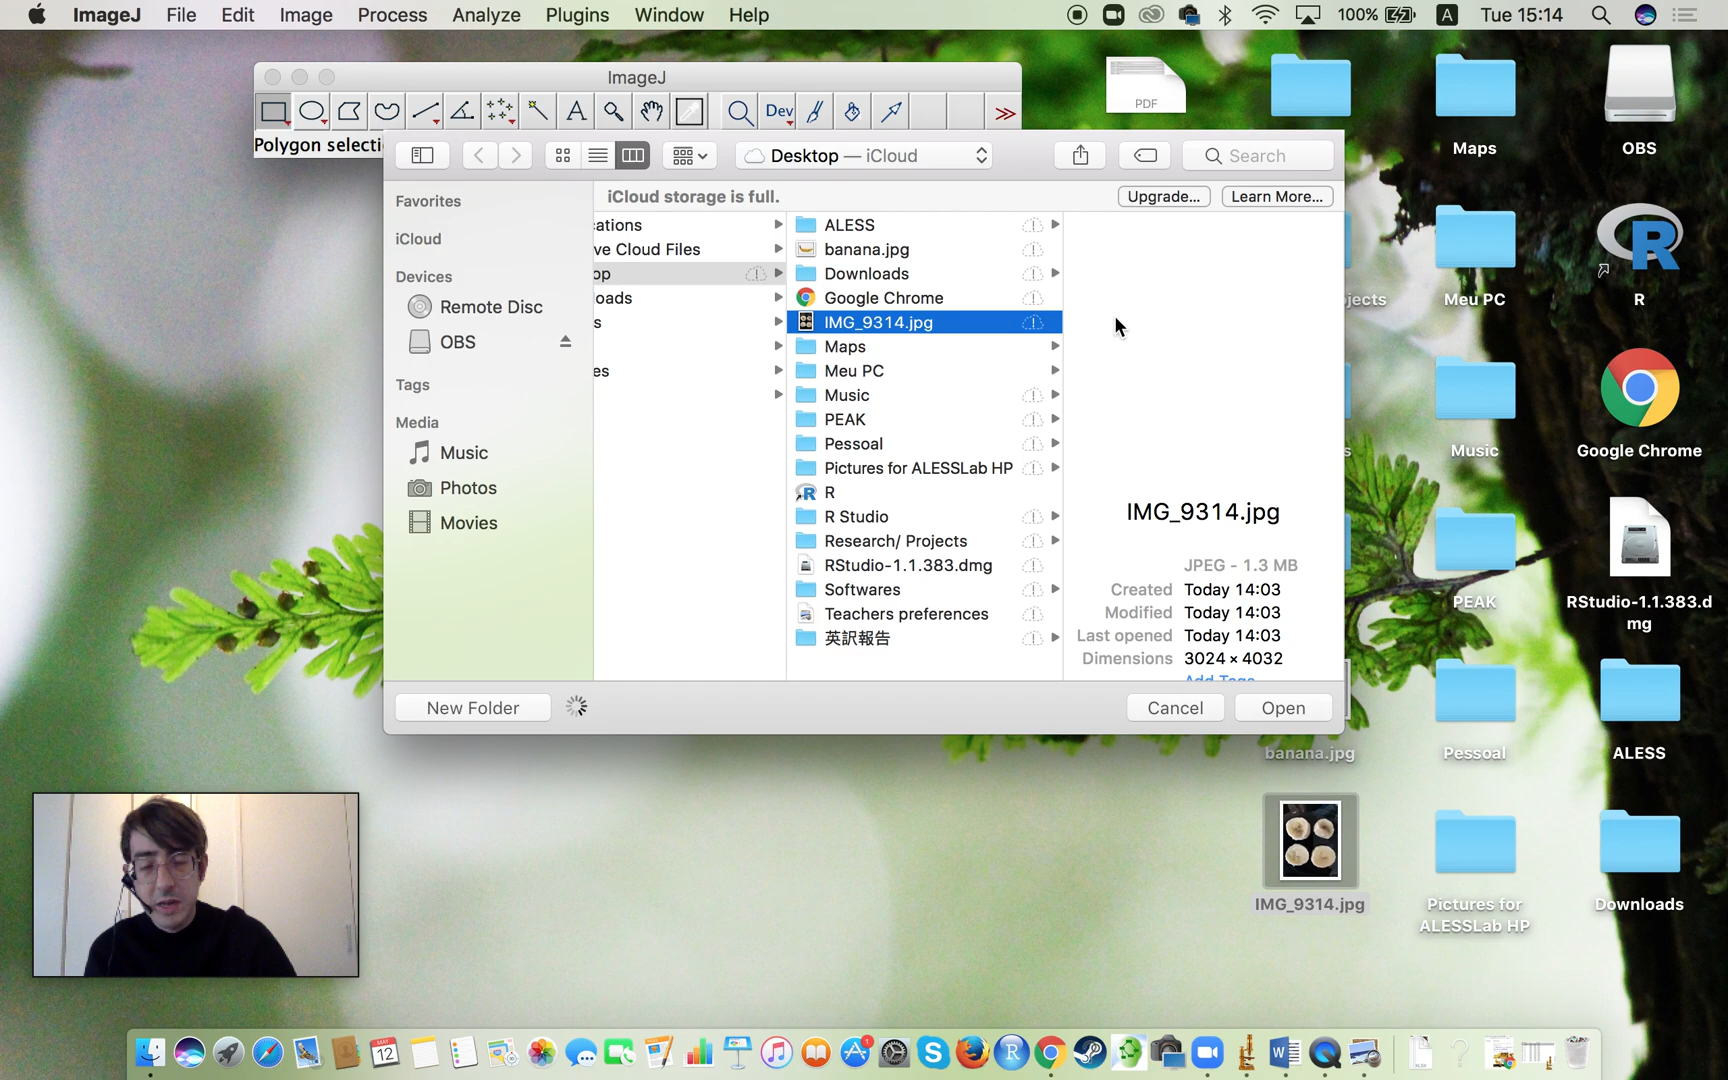 ImageJ File Edit Image Process Analyze Plugins Window Help
100% A Tue 15:14
ImageJ
A Dev
Polygon selecti
Desktop — iCloud
Search
iCloud storage is full.
Upgrade...
Learn More...
Favorites
iCloud
Devices
Remote Disc
OBS
Tags
Media
Music
Photos
Movies
ations
ve Cloud Files
op
oads
s
es
ALESS
banana.jpg
Downloads
Google Chrome
IMG_9314.jpg
Maps
Meu PC
Music
PEAK
Pessoal
Pictures for ALESSLab HP
R
R Studio
Research/ Projects
RStudio-1.1.383.dmg
Softwares
Teachers preferences
英訳報告
IMG_9314.jpg
JPEG - 1.3 MB
Created Today 14:03
Modified Today 14:03
Last opened Today 14:03
Dimensions 3024 × 4032
Add Tags...
New Folder
Cancel
Open
PDF
Maps
OBS
jects
Meu PC
R
s
Music
Google Chrome
PEAK
RStudio-1.1.383.d
mg
banana.jpg
Pessoal
ALESS
IMG_9314.jpg
Pictures for
ALESSLab HP
Downloads
MAY
12
1